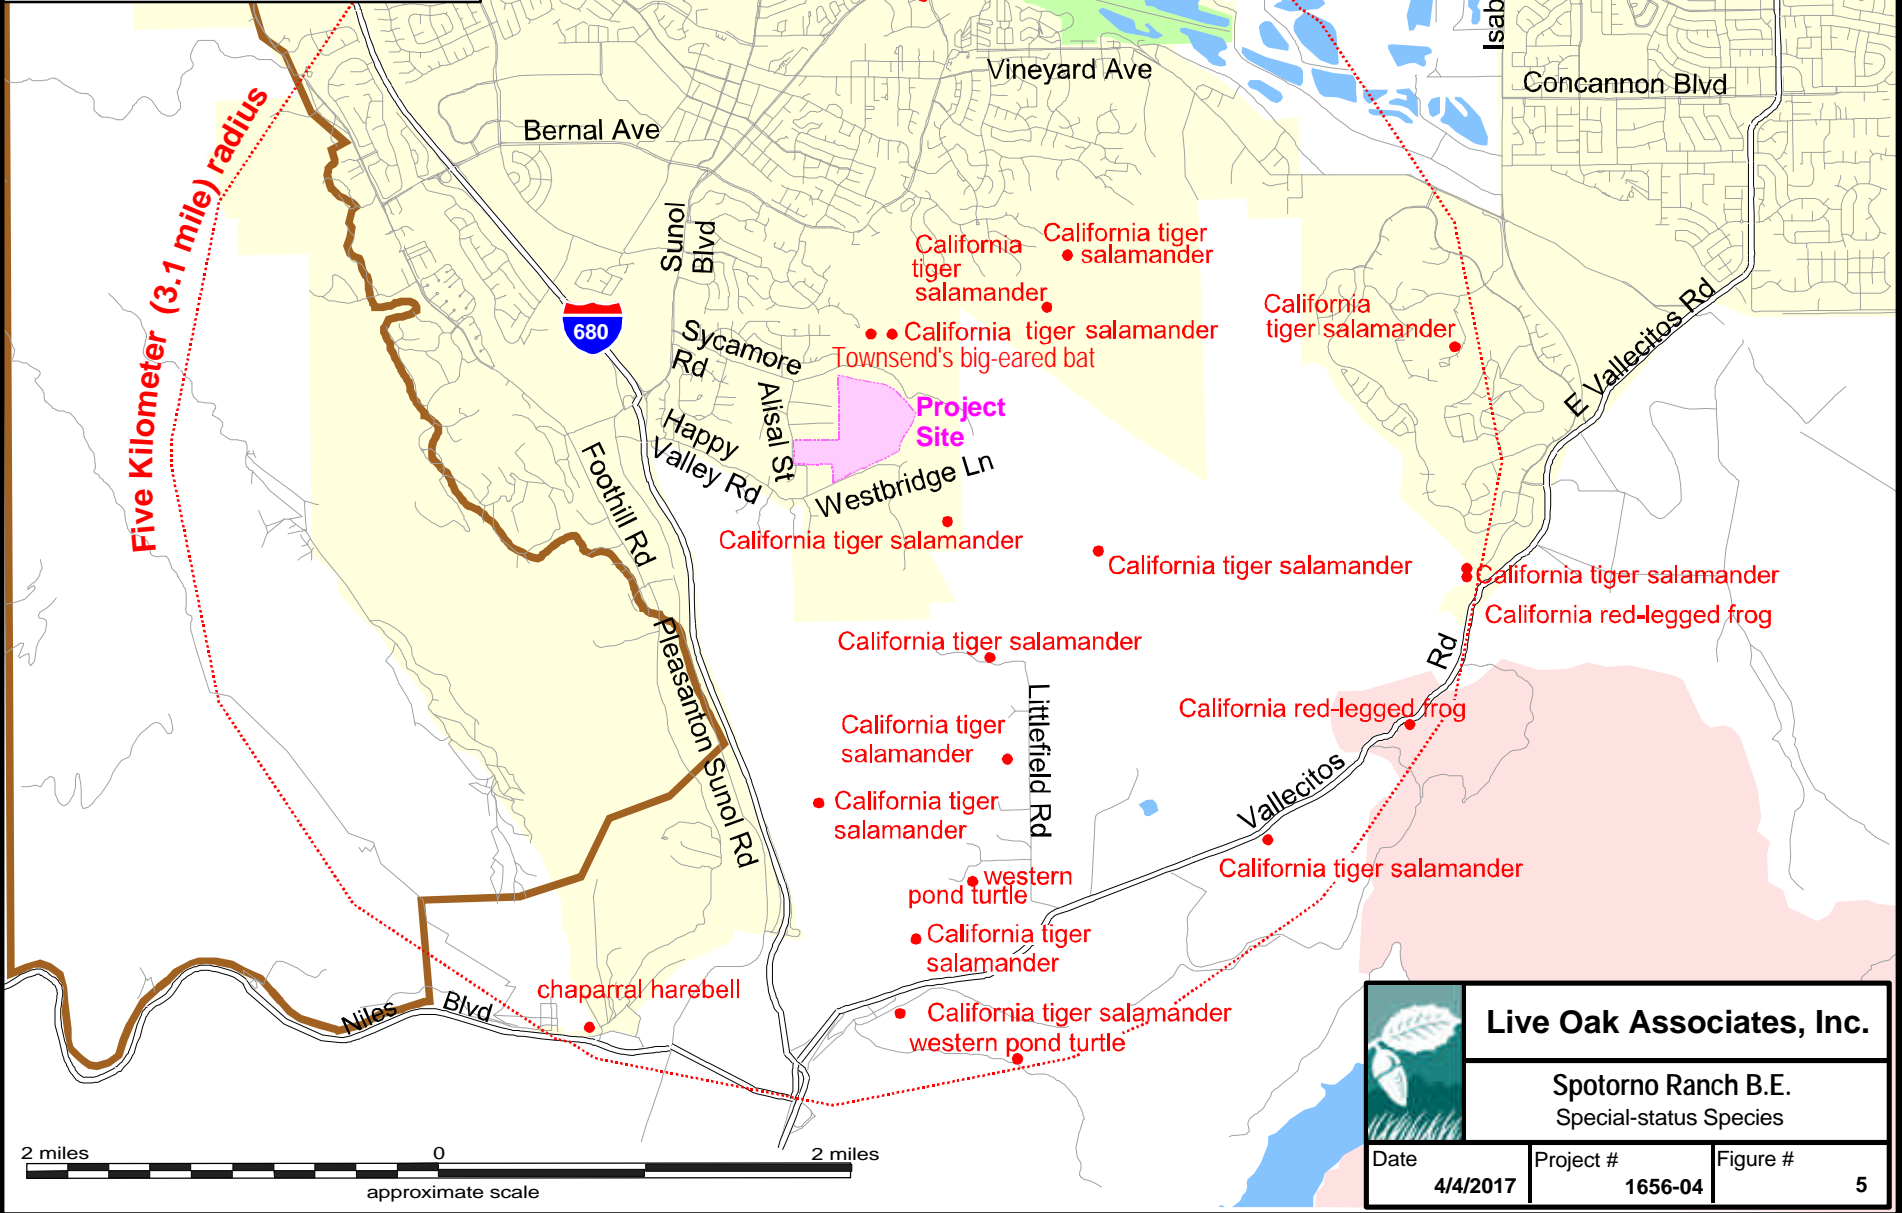 Isab
Vineyard Ave
Concannon Blvd
Bernal Ave
Five Kilometer (3.1 mile) radius
Sunol
Blvd
California
tiger
salamander
California tiger
salamander
California tiger salamander
Townsend's big-eared bat
California
tiger salamander
680
Sycamore
Rd
Alisal St
Happy
Valley Rd
Project
Site
Westbridge Ln
E Vallecitos Rd
Foothill Rd
California tiger salamander
California tiger salamander
California tiger salamander
California red-legged frog
California tiger salamander
Rd
Pleasanton Sunol Rd
Littlefield Rd
California red-legged frog
California tiger
salamander
California tiger
salamander
Vallecitos
California tiger salamander
western
pond turtle
California tiger
salamander
chaparral harebell
Niles Blvd
California tiger salamander
western pond turtle
2 miles 0 2 miles
approximate scale
Live Oak Associates, Inc.
Spotorno Ranch B.E.
Special-status Species
Date Project # Figure #
4/4/2017 1656-04 5